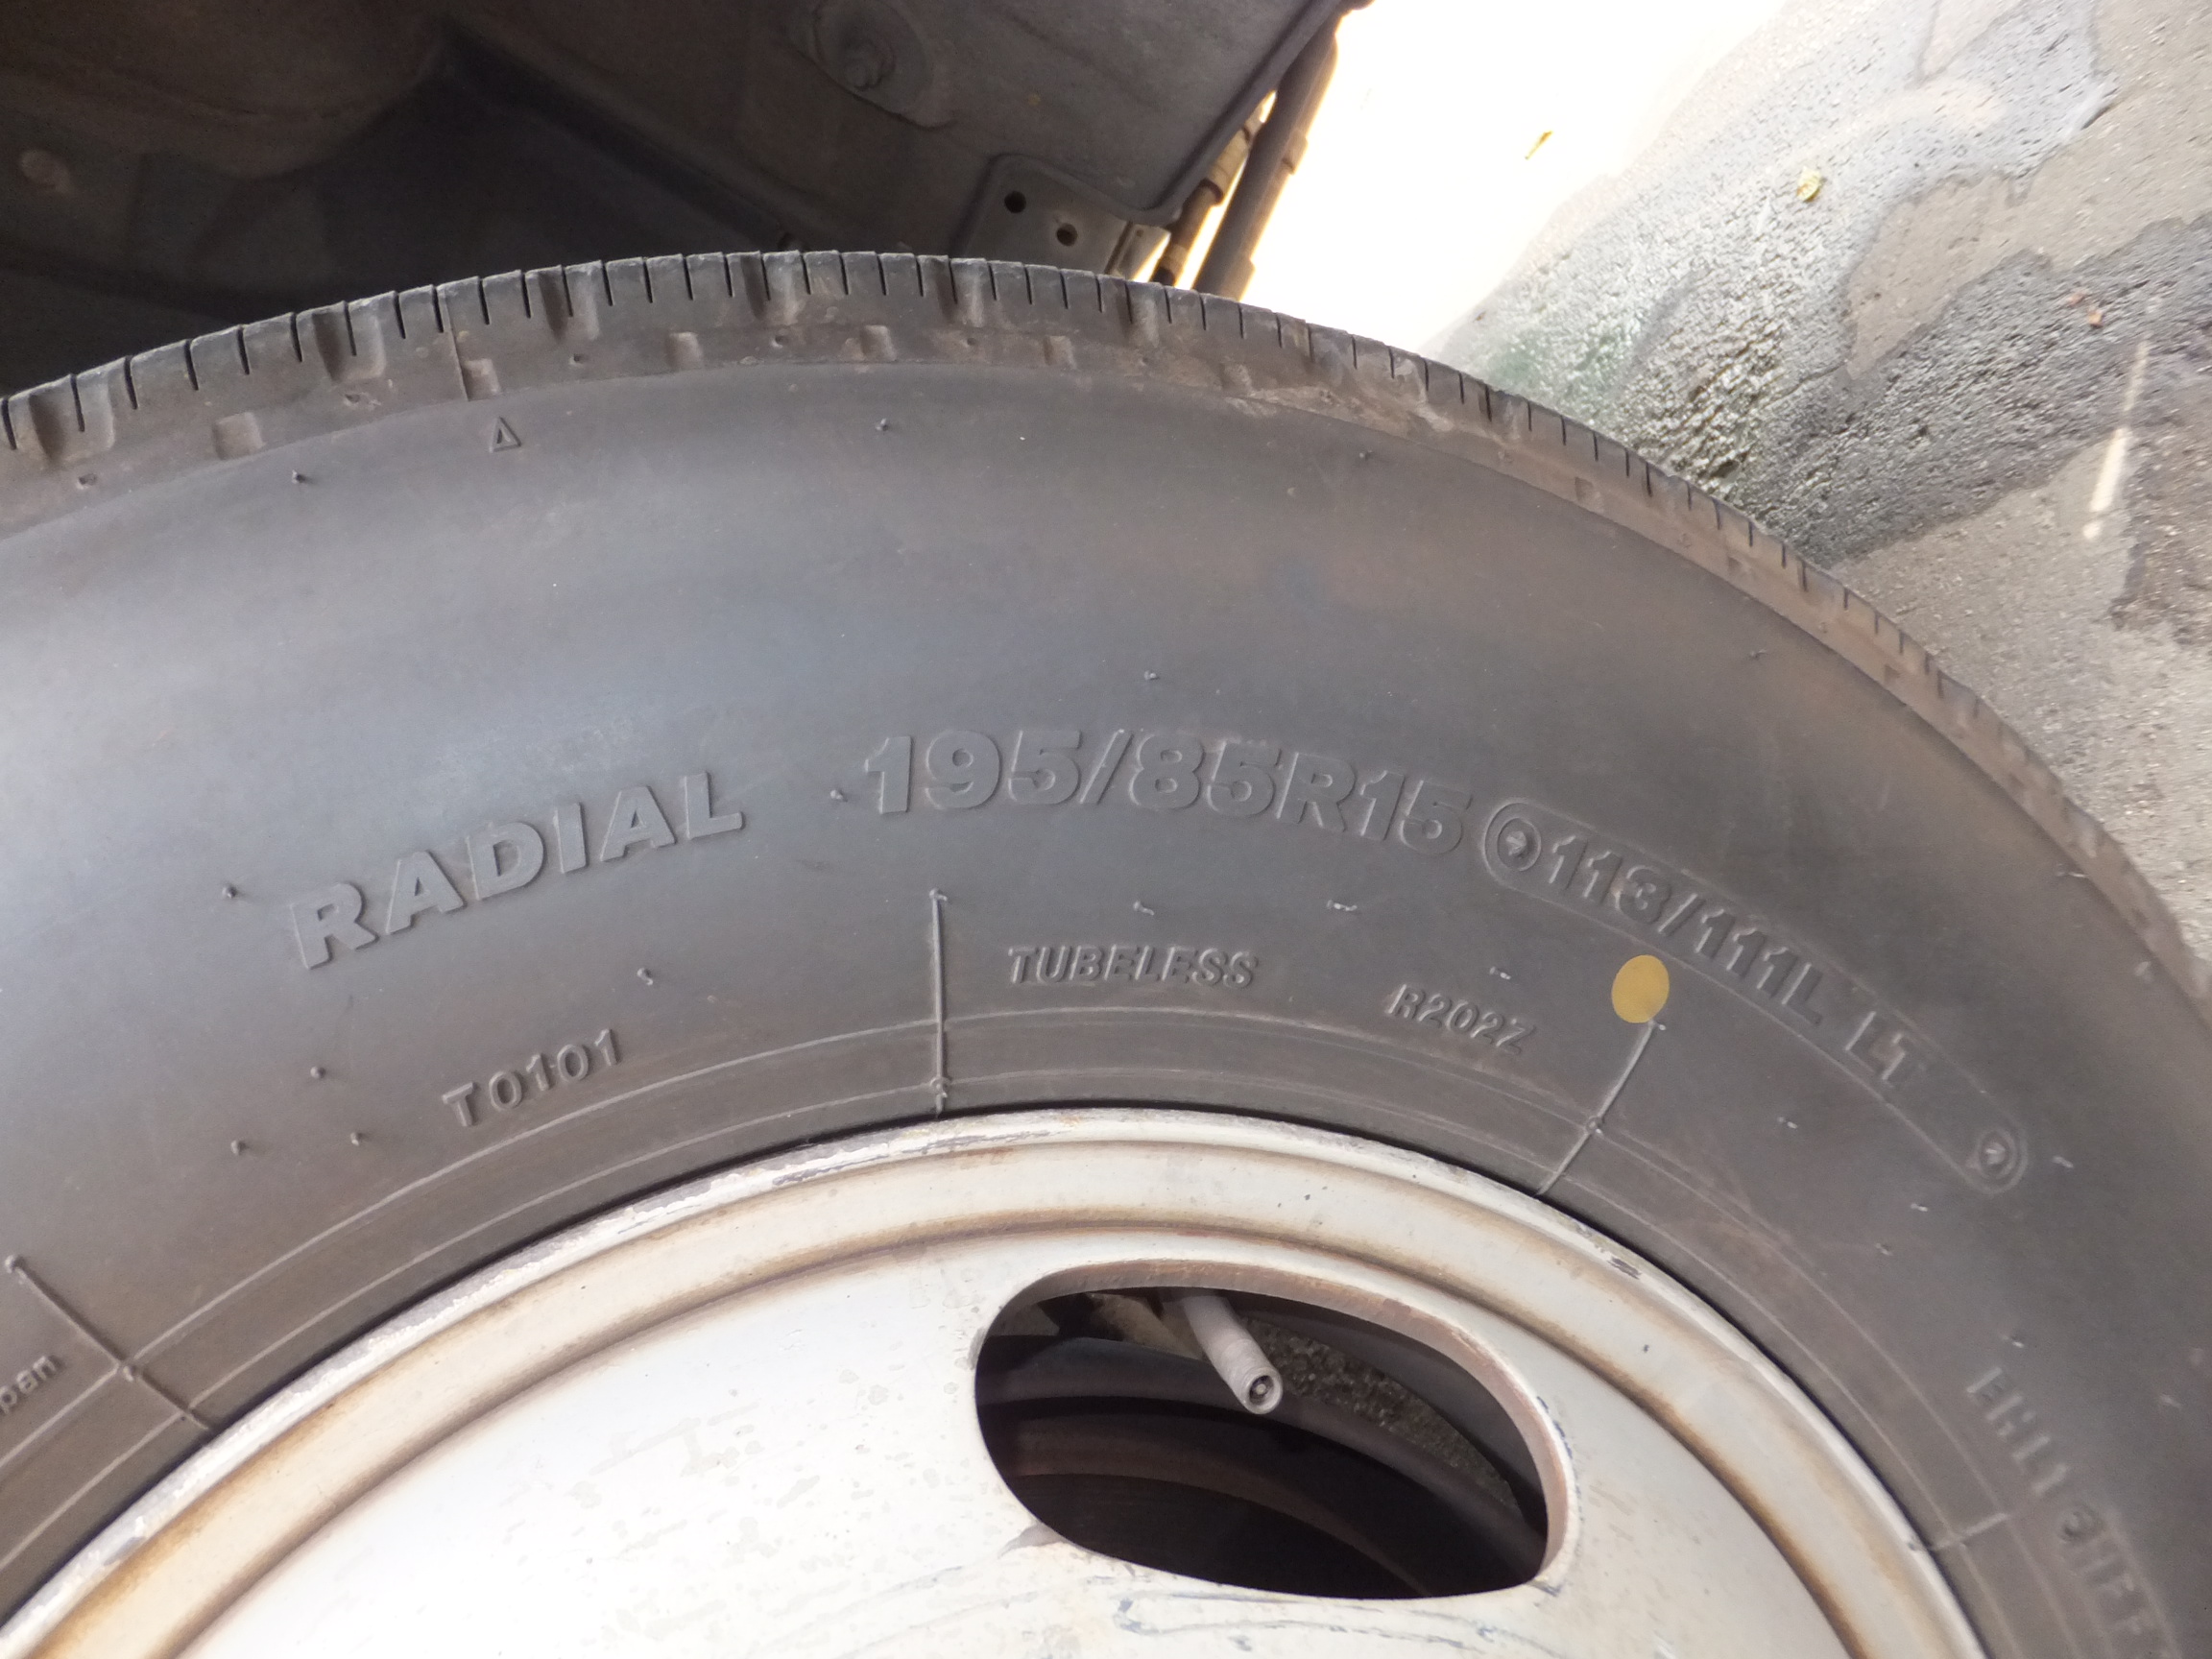 RADIAL 195/85R15 113/111L LT
TUBELESS R202Z
T0101